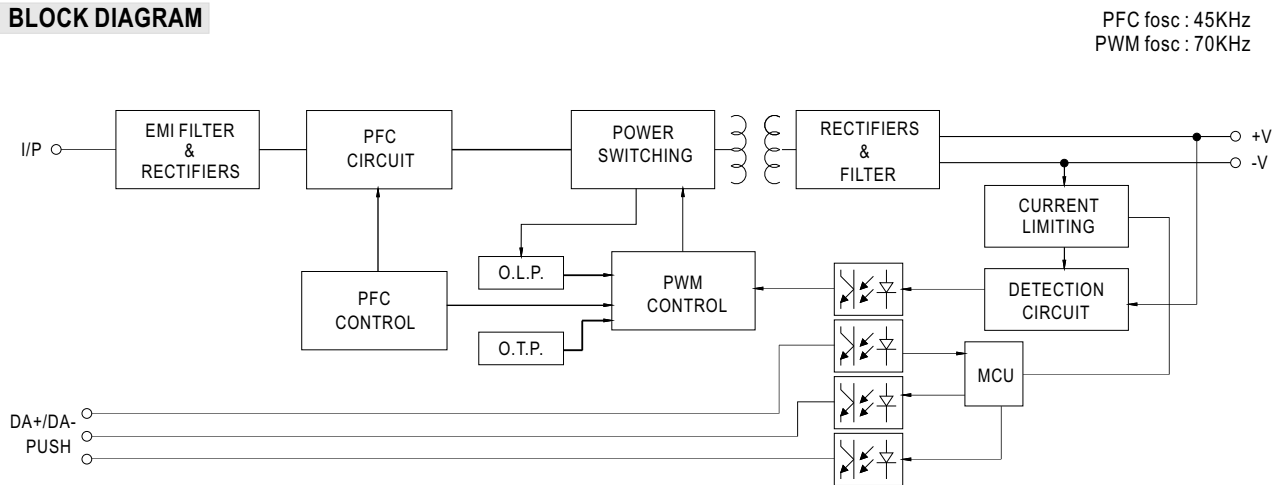 BLOCK DIAGRAM
PFC fosc : 45KHz
PWM fosc : 70KHz
I/P
EMI FILTER
&
RECTIFIERS
PFC
CIRCUIT
POWER
SWITCHING
RECTIFIERS
&
FILTER
+V
-V
CURRENT
LIMITING
O.L.P.
PFC
CONTROL
PWM
CONTROL
DETECTION
CIRCUIT
O.T.P.
MCU
DA+/DA-
PUSH